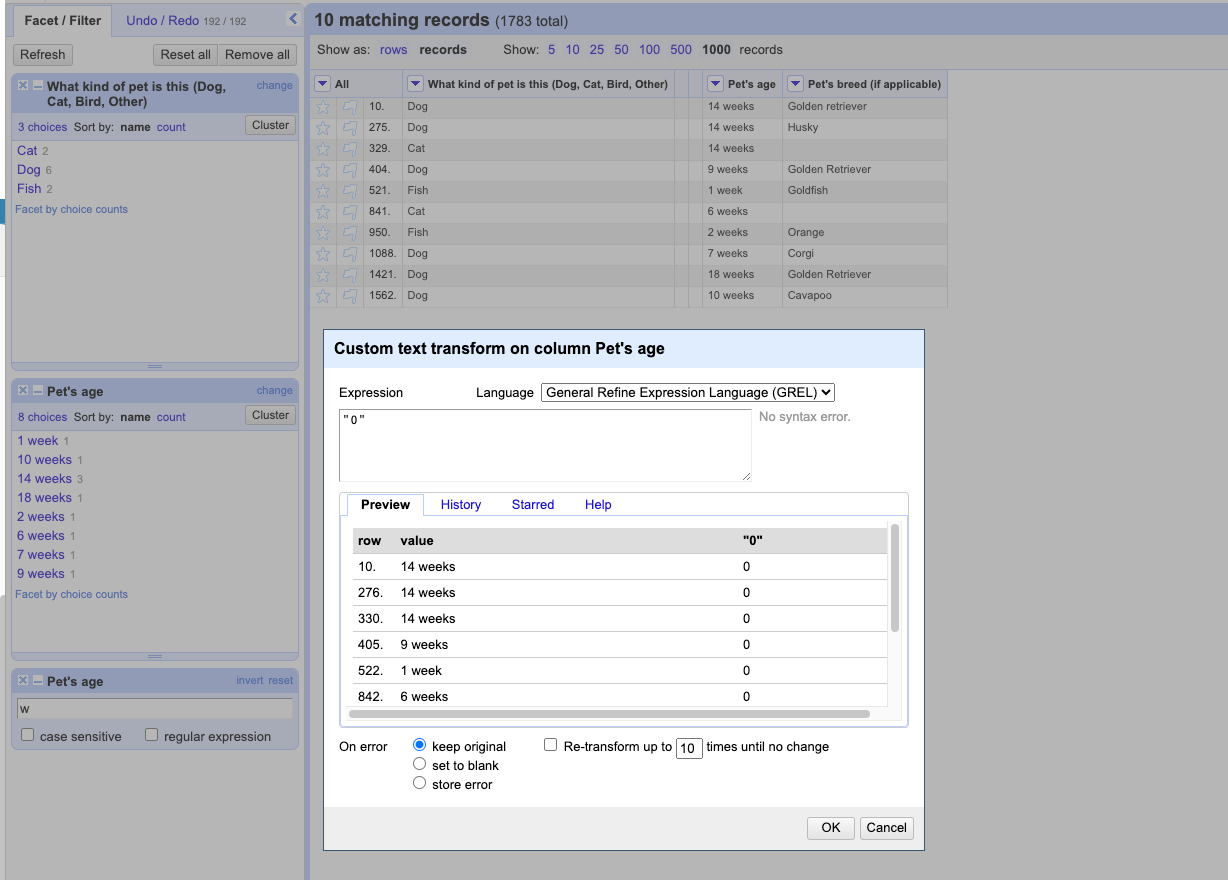 Facet / Filter
Undo / Redo 192 / 192
Refresh
Reset all
Remove all
What kind of pet is this (Dog, Cat, Bird, Other)
change
3 choices Sort by: name count
Cluster
Cat 2
Dog 6
Fish 2
Facet by choice counts
Pet's age
change
8 choices Sort by: name count
Cluster
1 week 1
10 weeks 1
14 weeks 3
18 weeks 1
2 weeks 1
6 weeks 1
7 weeks 1
9 weeks 1
Facet by choice counts
Pet's age
invert reset
w
case sensitive
regular expression
10 matching records (1783 total)
Show as: rows records Show: 5 10 25 50 100 500 1000 records
All What kind of pet is this (Dog, Cat, Bird, Other) Pet's age Pet's breed (if applicable)
10. Dog 14 weeks Golden retriever
275. Dog 14 weeks Husky
329. Cat 14 weeks
404. Dog 9 weeks Golden Retriever
521. Fish 1 week Goldfish
841. Cat 6 weeks
950. Fish 2 weeks Orange
1088. Dog 7 weeks Corgi
1421. Dog 18 weeks Golden Retriever
1562. Dog 10 weeks Cavapoo
Custom text transform on column Pet's age
Expression Language General Refine Expression Language (GREL)
"0"
No syntax error.
Preview History Starred Help
row value "0"
10. 14 weeks 0
276. 14 weeks 0
330. 14 weeks 0
405. 9 weeks 0
522. 1 week 0
842. 6 weeks 0
On error keep original Re-transform up to 10 times until no change
set to blank
store error
OK Cancel